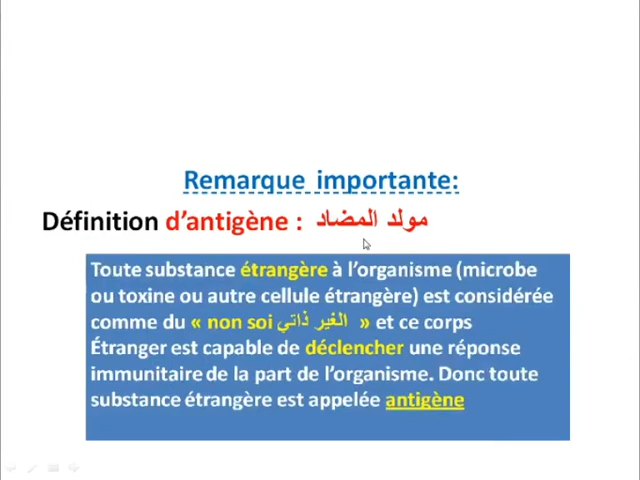 Remarque importante:
Définition d’antigène : مولد المضاد
Toute substance étrangère à l’organisme (microbe
ou toxine ou autre cellule étrangère) est considérée
comme du « non soi الغير ذاتي » et ce corps
Étranger est capable de déclencher une réponse
immunitaire de la part de l’organisme. Donc toute
substance étrangère est appelée antigène